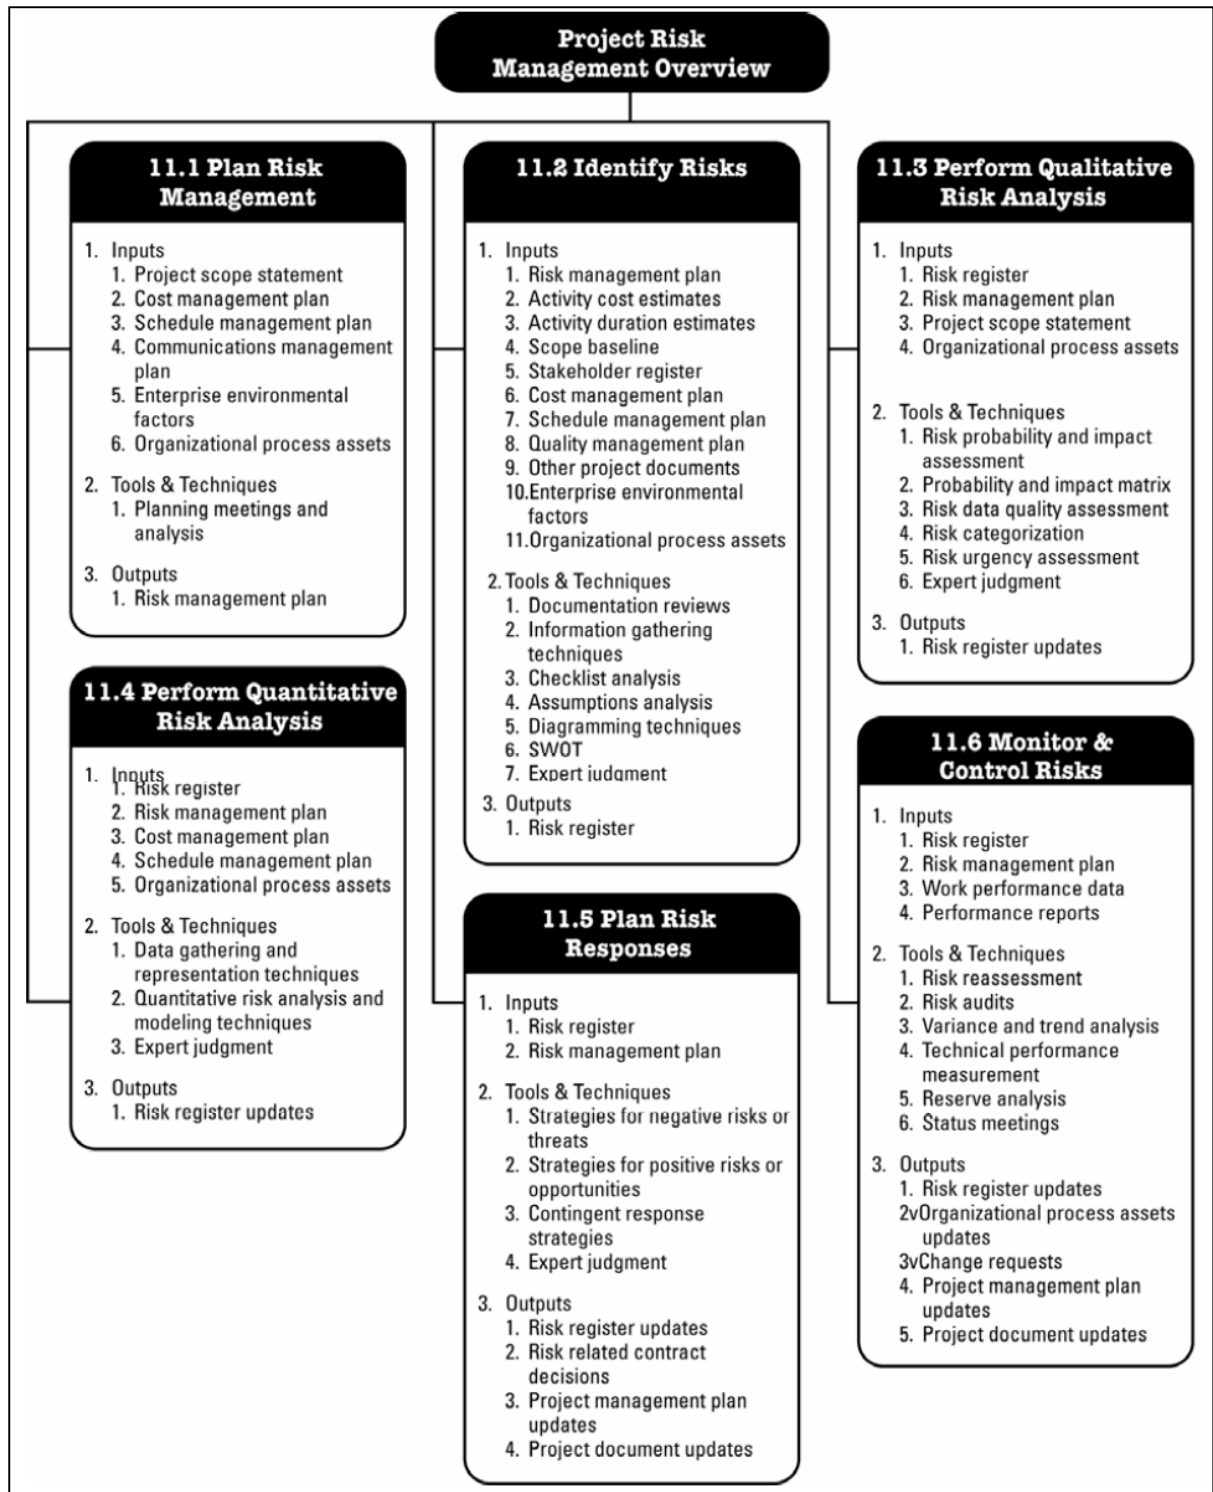 Project Risk
Management Overview
11.1 Plan Risk
Management
1. Inputs
1. Project scope statement
2. Cost management plan
3. Schedule management plan
4. Communications management
plan
5. Enterprise environmental
factors
6. Organizational process assets
2. Tools & Techniques
1. Planning meetings and
analysis
3. Outputs
1. Risk management plan
11.2 Identify Risks
1. Inputs
1. Risk management plan
2. Activity cost estimates
3. Activity duration estimates
4. Scope baseline
5. Stakeholder register
6. Cost management plan
7. Schedule management plan
8. Quality management plan
9. Other project documents
10.Enterprise environmental
factors
11.Organizational process assets
2. Tools & Techniques
1. Documentation reviews
2. Information gathering
techniques
3. Checklist analysis
4. Assumptions analysis
5. Diagramming techniques
6. SWOT
7. Expert judgment
3. Outputs
1. Risk register
11.3 Perform Qualitative
Risk Analysis
1. Inputs
1. Risk register
2. Risk management plan
3. Project scope statement
4. Organizational process assets
2. Tools & Techniques
1. Risk probability and impact
assessment
2. Probability and impact matrix
3. Risk data quality assessment
4. Risk categorization
5. Risk urgency assessment
6. Expert judgment
3. Outputs
1. Risk register updates
11.4 Perform Quantitative
Risk Analysis
1. Inputs
1. Risk register
2. Risk management plan
3. Cost management plan
4. Schedule management plan
5. Organizational process assets
2. Tools & Techniques
1. Data gathering and
representation techniques
2. Quantitative risk analysis and
modeling techniques
3. Expert judgment
3. Outputs
1. Risk register updates
11.5 Plan Risk
Responses
1. Inputs
1. Risk register
2. Risk management plan
2. Tools & Techniques
1. Strategies for negative risks or
threats
2. Strategies for positive risks or
opportunities
3. Contingent response
strategies
4. Expert judgment
3. Outputs
1. Risk register updates
2. Risk related contract
decisions
3. Project management plan
updates
4. Project document updates
11.6 Monitor &
Control Risks
1. Inputs
1. Risk register
2. Risk management plan
3. Work performance data
4. Performance reports
2. Tools & Techniques
1. Risk reassessment
2. Risk audits
3. Variance and trend analysis
4. Technical performance
measurement
5. Reserve analysis
6. Status meetings
3. Outputs
1. Risk register updates
2vOrganizational process assets
updates
3vChange requests
4. Project management plan
updates
5. Project document updates